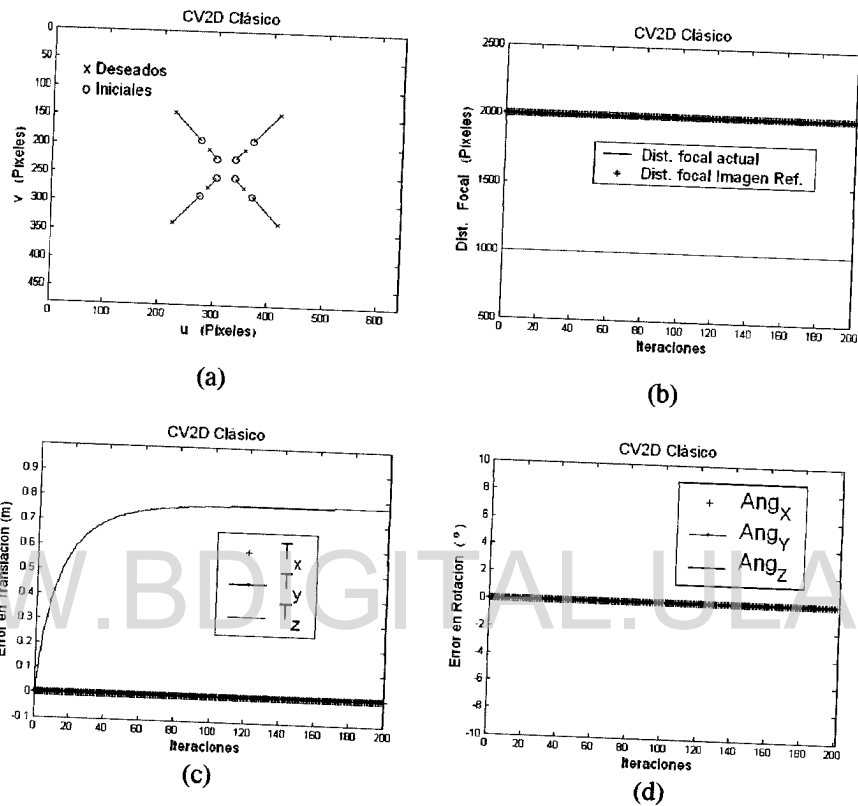 CV2D Clásico
0
50
100
150
200
250
300
350
400
450
v (Pixeles)
x Deseados
o Iniciales
0 100 200 300 400 500 600
u (Pixeles)
(a)
CV2D Clásico
2500
2000
1500
1000
500
Dist. Focal (Pixeles)
Dist. focal actual
Dist. focal Imagen Ref.
0 20 40 60 80 100 120 140 160 180 200
Iteraciones
(b)
CV2D Clásico
0.9
0.8
0.7
0.6
0.5
0.4
0.3
0.2
0.1
0
-0.1
Error en Translación (m)
Tx
Ty
Tz
0 20 40 60 80 100 120 140 160 180 200
Iteraciones
(c)
CV2D Clásico
10
8
6
4
2
0
-2
-4
-6
-8
-10
Error en Rotación (º)
AngX
AngY
AngZ
0 20 40 60 80 100 120 140 160 180 200
Iteraciones
(d)
W.BDIGITAL.ULA